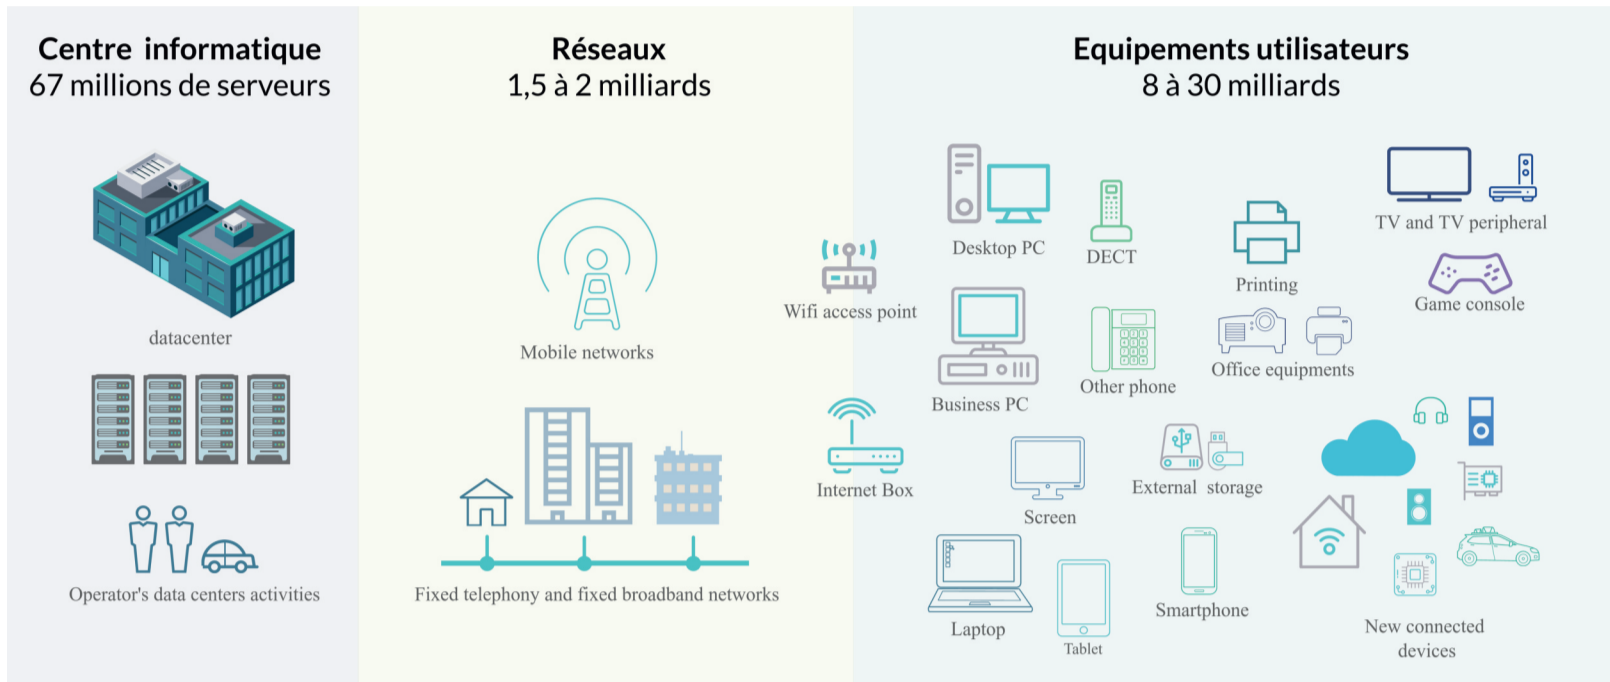 Centre informatique
67 millions de serveurs
datacenter
Operator's data centers activities
Réseaux
1,5 à 2 milliards
Mobile networks
Fixed telephony and fixed broadband networks
Wifi access point
Internet Box
Equipements utilisateurs
8 à 30 milliards
Desktop PC
DECT
Printing
TV and TV peripheral
Game console
Business PC
Other phone
Office equipments
Screen
External storage
Laptop
Tablet
Smartphone
New connected
devices